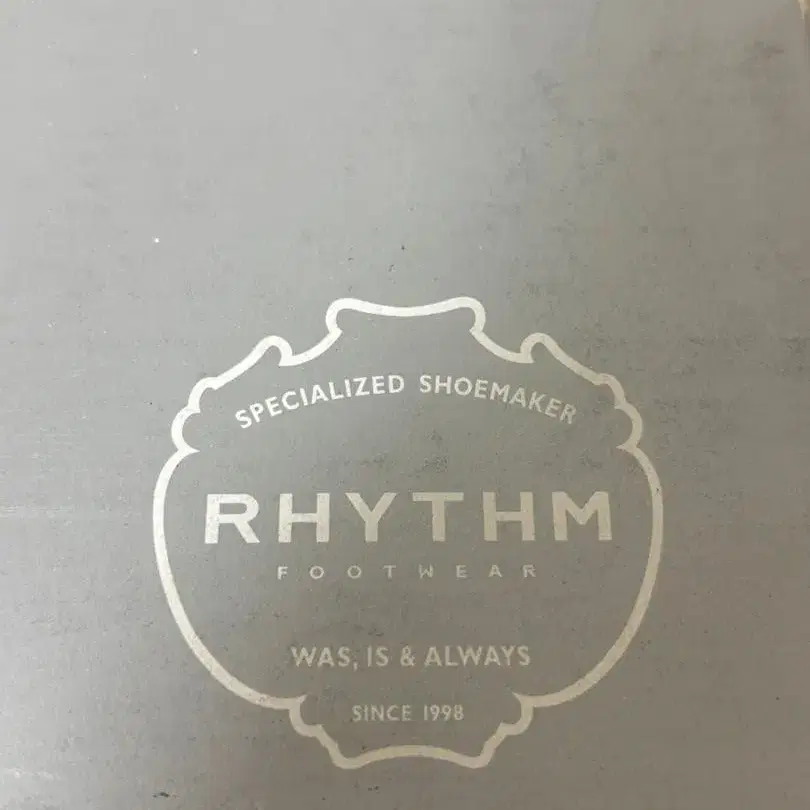 SPECIALIZED SHOEMAKER
RHYTHM
FOOTWEAR
WAS, IS & ALWAYS
SINCE 1998